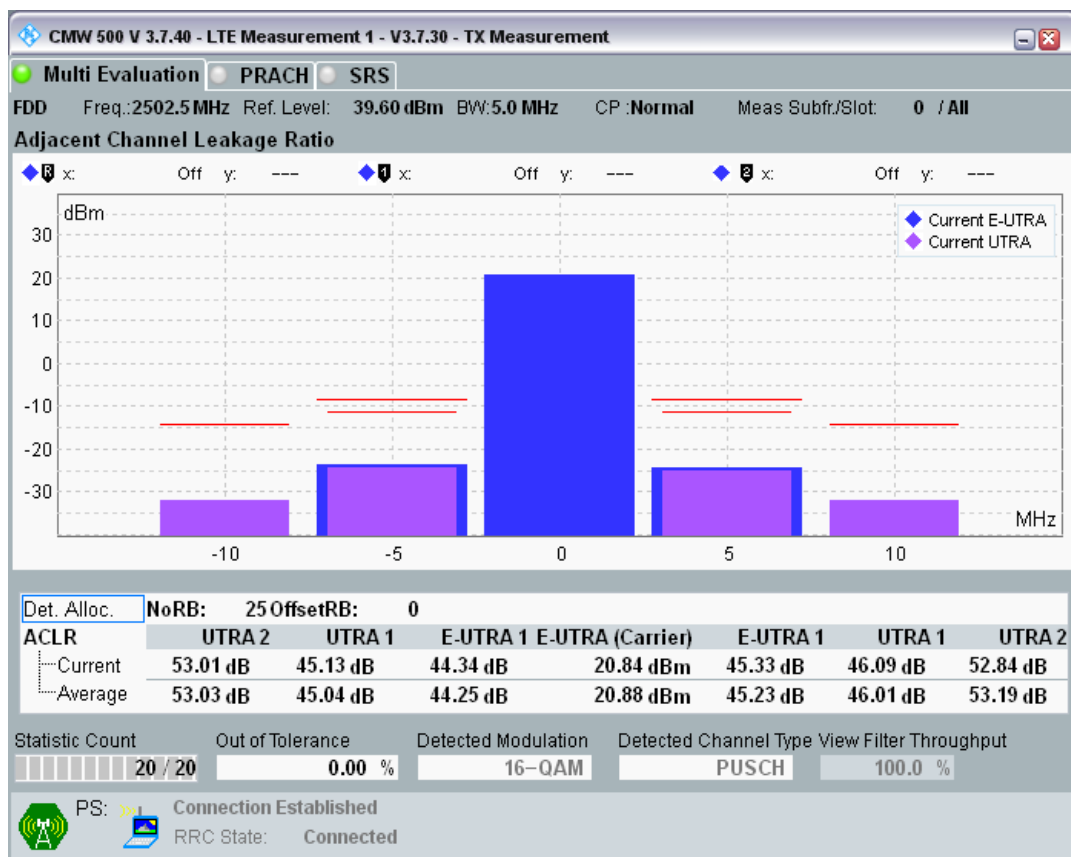 CMW 500 V 3.7.40 - LTE Measurement 1 - V3.7.30 - TX Measurement
Multi Evaluation PRACH SRS
FDD Freq.:2502.5 MHz Ref. Level: 39.60 dBm BW:5.0 MHz CP :Normal Meas Subfr./Slot: 0 / All
Adjacent Channel Leakage Ratio
R x: Off y: --- 1 x: Off y: --- 2 x: Off y: ---
dBm
Current E-UTRA
Current UTRA
30
20
10
0
-10
-20
-30
MHz
-10 -5 0 5 10
Det. Alloc. NoRB: 25 OffsetRB: 0
ACLR UTRA 2 UTRA 1 E-UTRA 1 E-UTRA (Carrier) E-UTRA 1 UTRA 1 UTRA 2
Current 53.01 dB 45.13 dB 44.34 dB 20.84 dBm 45.33 dB 46.09 dB 52.84 dB
Average 53.03 dB 45.04 dB 44.25 dB 20.88 dBm 45.23 dB 46.01 dB 53.19 dB
Statistic Count Out of Tolerance Detected Modulation Detected Channel Type View Filter Throughput
20 / 20 0.00 % 16-QAM PUSCH 100.0 %
PS: Connection Established
RRC State: Connected